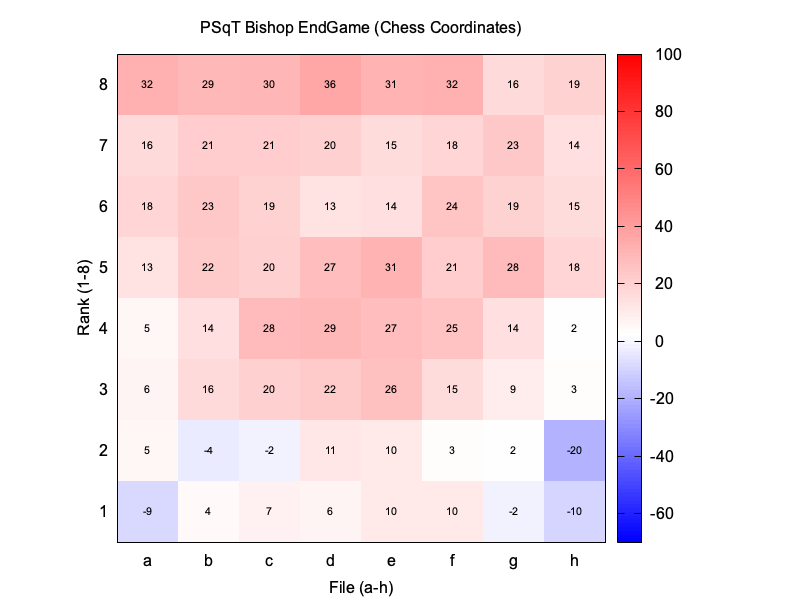 PSqT Bishop EndGame (Chess Coordinates)
100
8 32 29 30 36 31 32 16 19
80
7 16 21 21 20 15 18 23 14
60
6 18 23 19 13 14 24 19 15
40
5 13 22 20 27 31 21 28 18
20
Rank (1-8)
4 5 14 28 29 27 25 14 2
0
3 6 16 20 22 26 15 9 3
-20
2 5 -4 -2 11 10 3 2 -20
-40
1 -9 4 7 6 10 10 -2 -10
-60
a b c d e f g h
File (a-h)